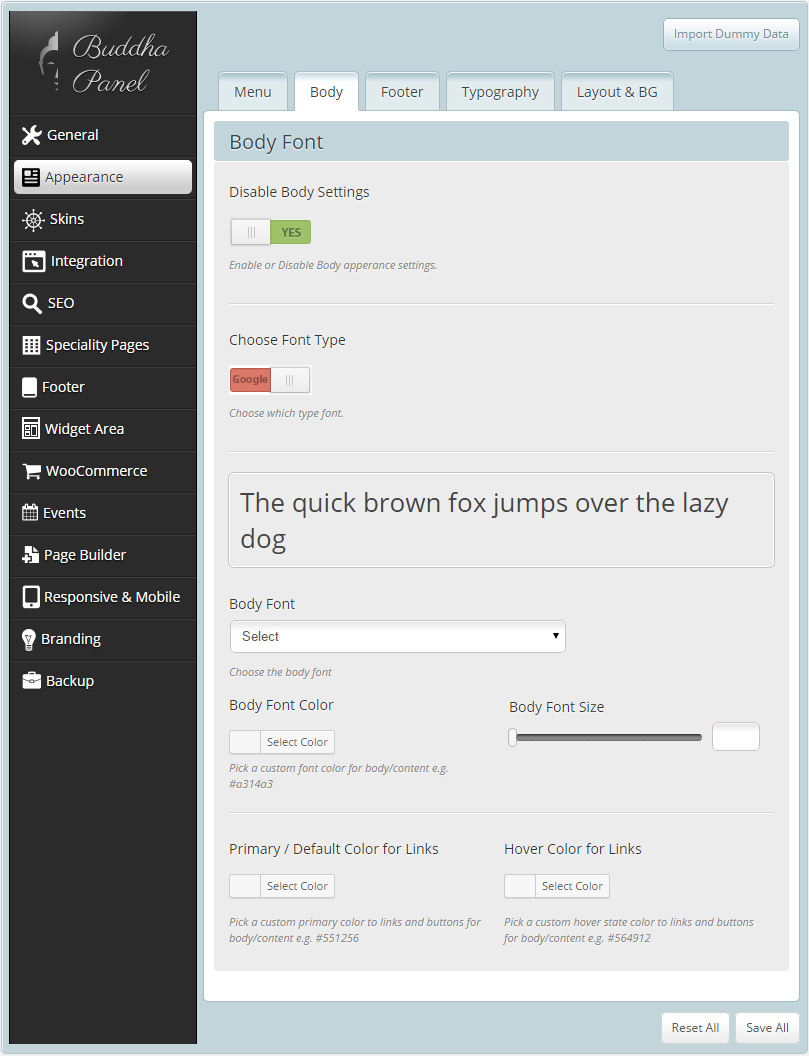 Buddha
Panel
Import Dummy Data
General
Appearance
Skins
Integration
SEO
Speciality Pages
Footer
Widget Area
WooCommerce
Events
Page Builder
Responsive & Mobile
Branding
Backup
Menu
Body
Footer
Typography
Layout & BG
Body Font
Disable Body Settings
YES
Enable or Disable Body apperance settings.
Choose Font Type
Google
Choose which type font.
The quick brown fox jumps over the lazy
dog
Body Font
Select
Choose the body font
Body Font Color
Select Color
Pick a custom font color for body/content e.g.
#a314a3
Body Font Size
Primary / Default Color for Links
Select Color
Pick a custom primary color to links and buttons for
body/content e.g. #551256
Hover Color for Links
Select Color
Pick a custom hover state color to links and buttons
for body/content e.g. #564912
Reset All
Save All